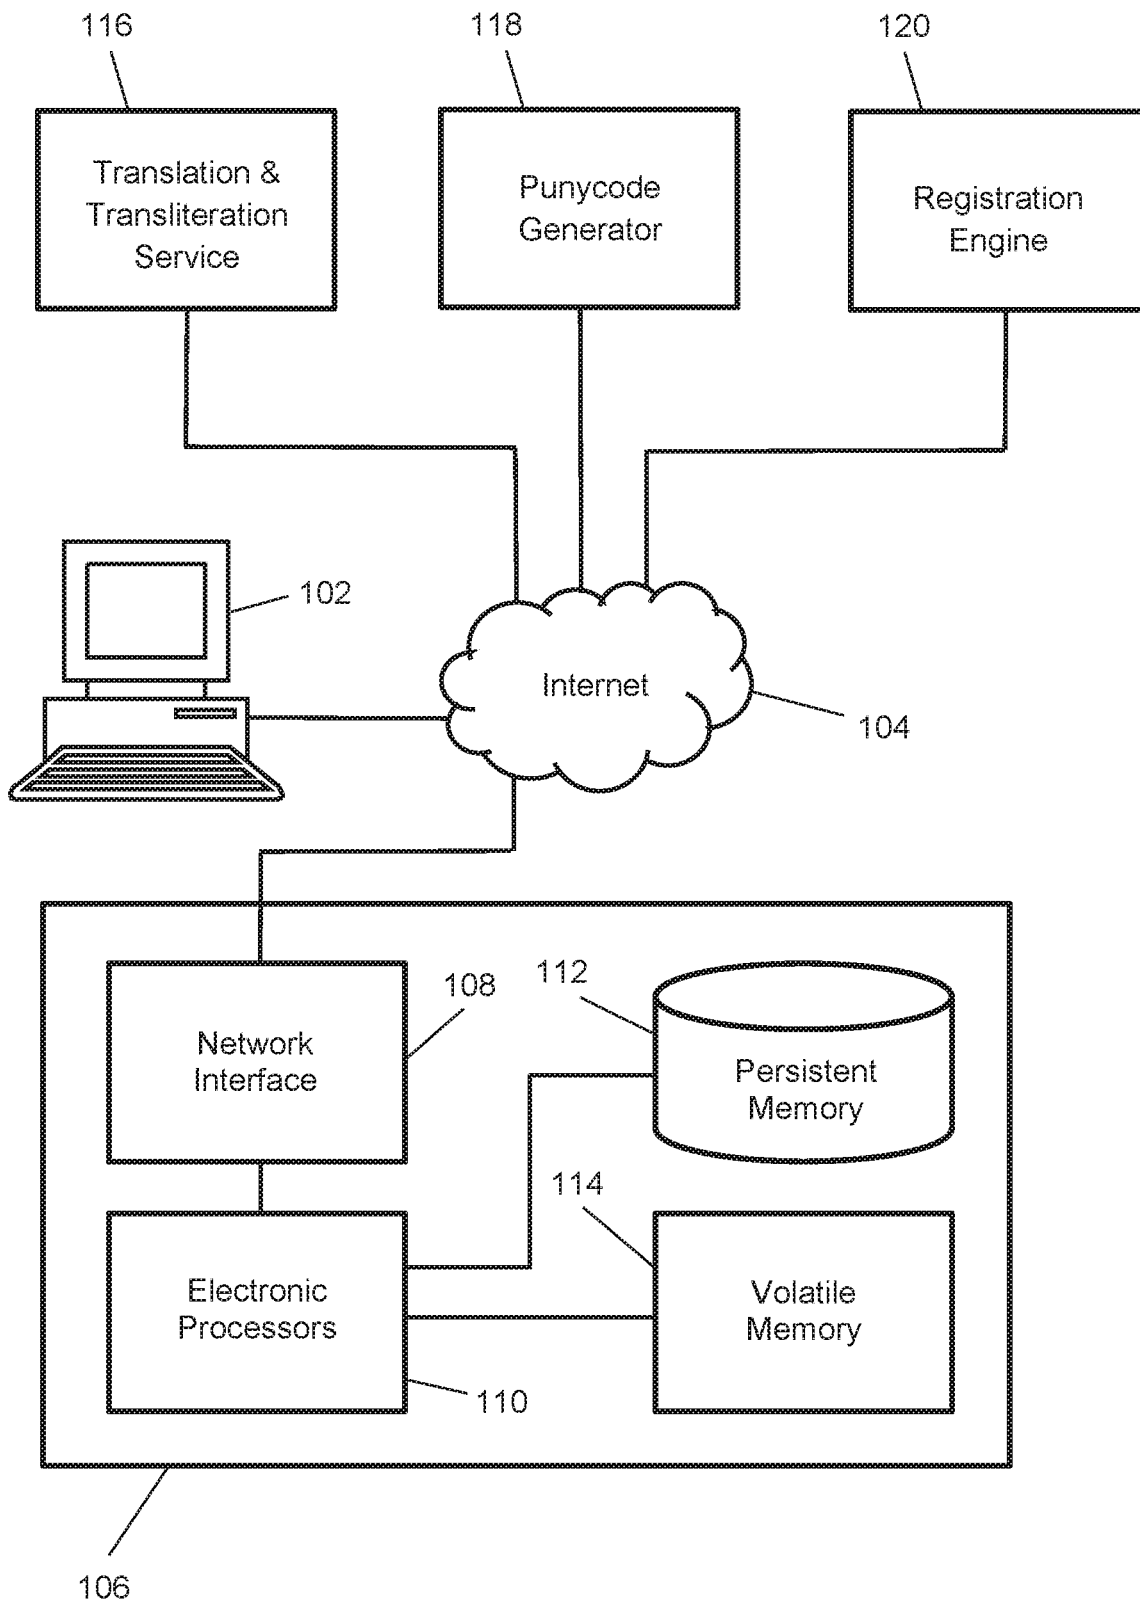 116
118
120
Translation &
Transliteration
Service
Punycode
Generator
Registration
Engine
102
Internet
104
108
112
Network
Interface
Persistent
Memory
114
Electronic
Processors
Volatile
Memory
110
106